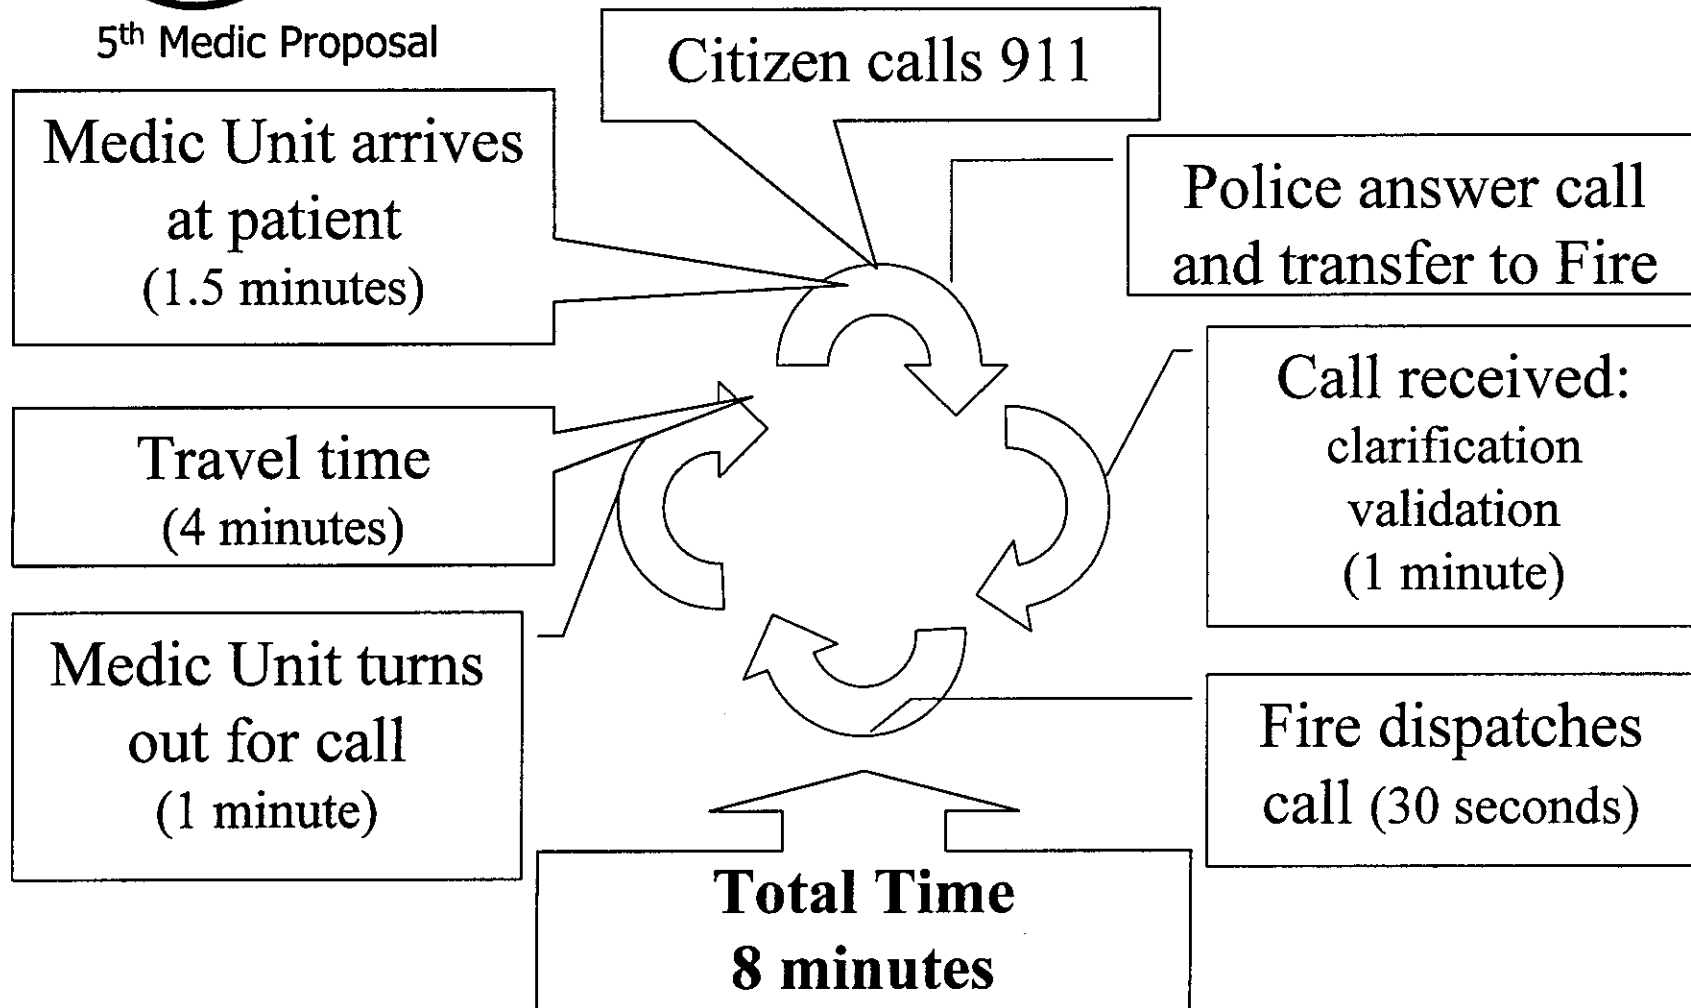 5th Medic Proposal
Citizen calls 911
Police answer call
and transfer to Fire
Call received:
clarification
validation
(1 minute)
Fire dispatches
call (30 seconds)
Medic Unit turns
out for call
(1 minute)
Travel time
(4 minutes)
Medic Unit arrives
at patient
(1.5 minutes)
Total Time
8 minutes